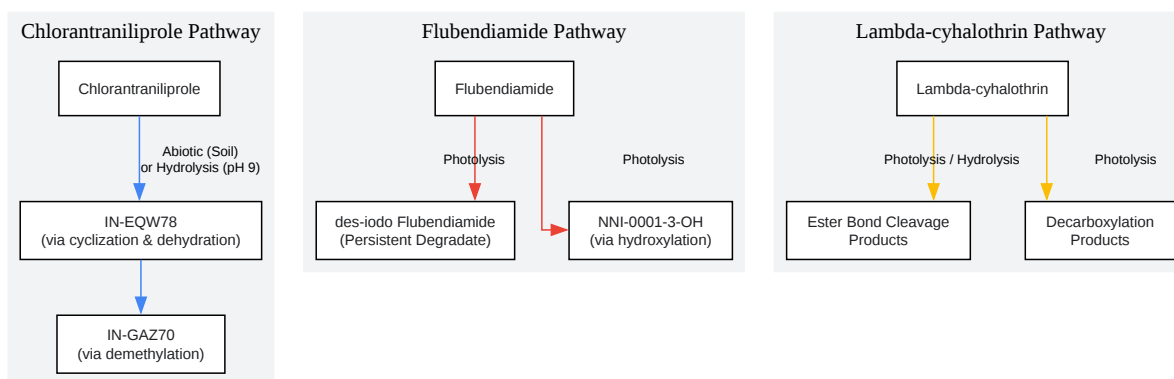 Chlorantraniliprole Pathway
Chlorantraniliprole
Abiotic (Soil)
or Hydrolysis (pH 9)
IN-EQW78
(via cyclization & dehydration)
IN-GAZ70
(via demethylation)
Flubendiamide Pathway
Flubendiamide
Photolysis
Photolysis
des-iodo Flubendiamide
(Persistent Degradate)
NNI-0001-3-OH
(via hydroxylation)
Lambda-cyhalothrin Pathway
Lambda-cyhalothrin
Photolysis / Hydrolysis
Photolysis
Ester Bond Cleavage
Products
Decarboxylation
Products